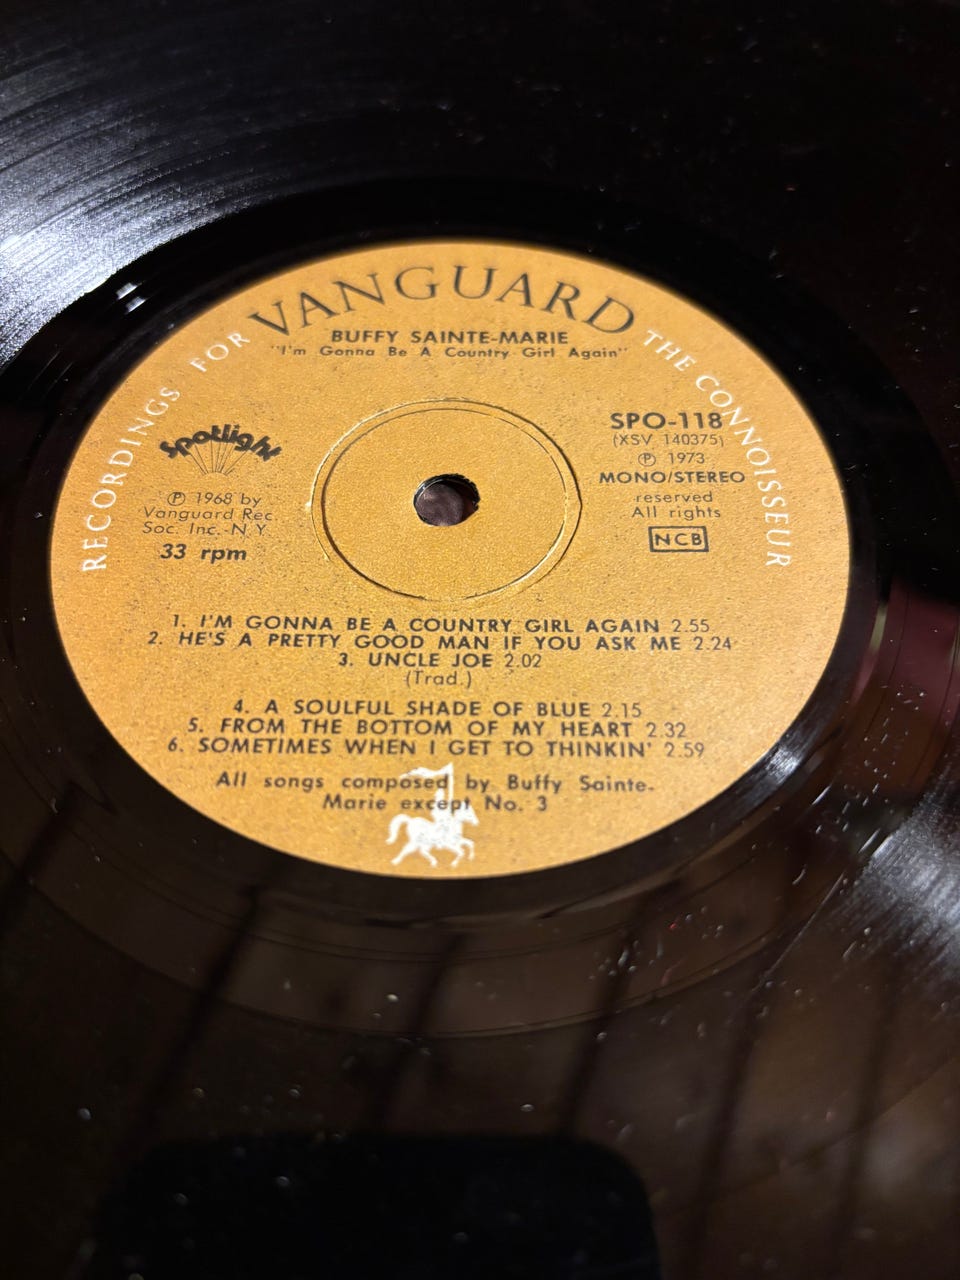 RECORDINGS FOR VANGUARD THE CONNOISSEUR
BUFFY SAINTE-MARIE
"I'm Gonna Be A Country Girl Again"
Spotlight
℗ 1968 by
Vanguard Rec.
Soc. Inc.-N.Y.
33 rpm
SPO-118
(XSV 140375)
℗ 1973
MONO/STEREO
reserved
All rights
NCB
1. I'M GONNA BE A COUNTRY GIRL AGAIN 2.55
2. HE'S A PRETTY GOOD MAN IF YOU ASK ME 2.24
3. UNCLE JOE 2.02
(Trad.)
4. A SOULFUL SHADE OF BLUE 2.15
5. FROM THE BOTTOM OF MY HEART 2.32
6. SOMETIMES WHEN I GET TO THINKIN' 2.59
All songs composed by Buffy Sainte-
Marie except No. 3